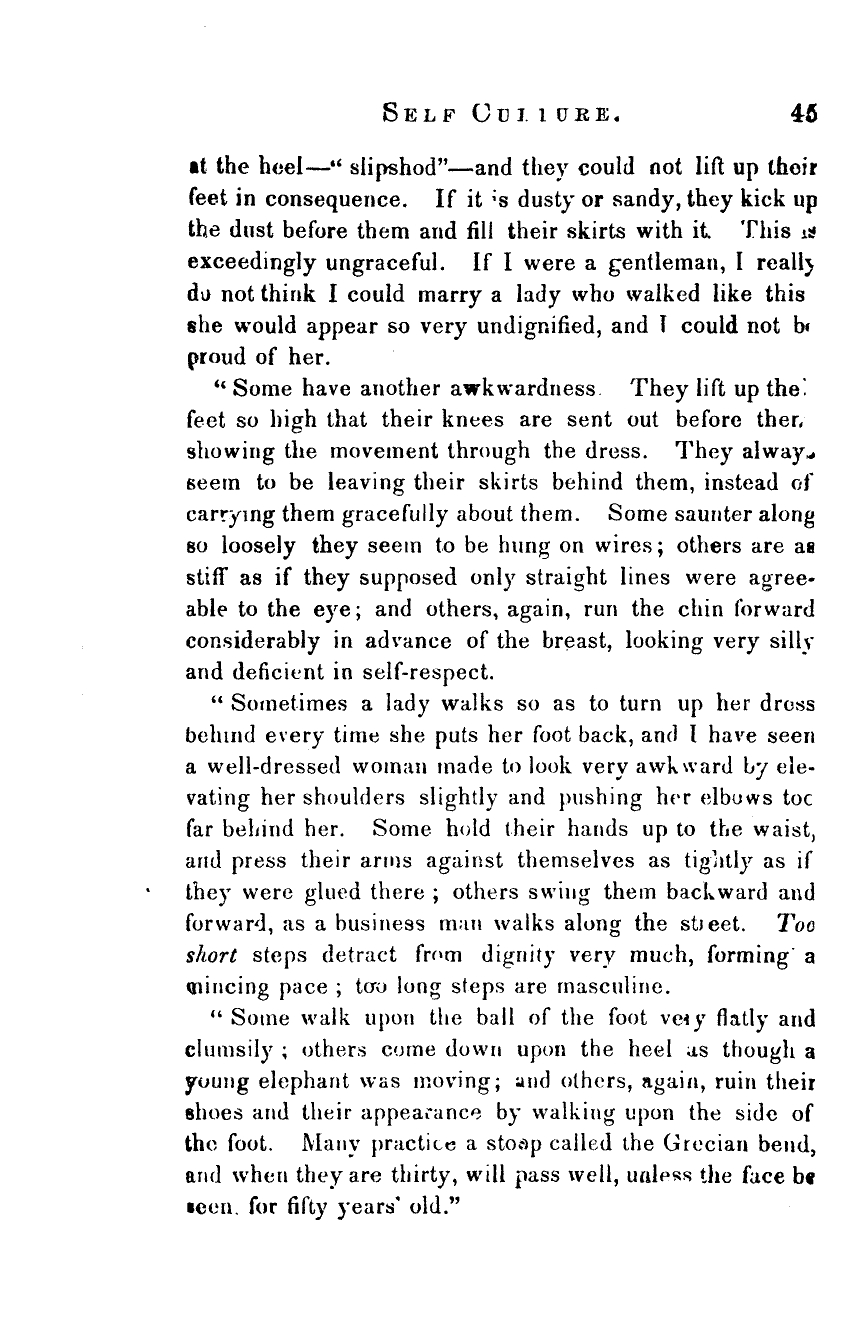 SELF CULTURE. 45
at the heel—“ slipshod”—and they could not lift up their
feet in consequence. If it is dusty or sandy, they kick up
the dust before them and fill their skirts with it. This is
exceedingly ungraceful. If I were a gentleman, I really
do not think I could marry a lady who walked like this
she would appear so very undignified, and I could not be
proud of her.
“ Some have another awkwardness. They lift up their
feet so high that their knees are sent out before them
showing the movement through the dress. They always
seem to be leaving their skirts behind them, instead of
carrying them gracefully about them. Some saunter along
so loosely they seem to be hung on wires; others are as
stiff as if they supposed only straight lines were agree-
able to the eye; and others, again, run the chin forward
considerably in advance of the breast, looking very silly
and deficient in self-respect.
“ Sometimes a lady walks so as to turn up her dress
behind every time she puts her foot back, and I have seen
a well-dressed woman made to look very awkward by ele-
vating her shoulders slightly and pushing her elbows too
far behind her. Some hold their hands up to the waist,
and press their arms against themselves as tightly as if
they were glued there ; others swing them backward and
forward, as a business man walks along the street. Too
short steps detract from dignity very much, forming a
mincing pace ; too long steps are masculine.
“ Some walk upon the ball of the foot very flatly and
clumsily ; others come down upon the heel as though a
young elephant was moving; and others, again, ruin their
shoes and their appearance by walking upon the side of
the foot. Many practice a stoop called the Grecian bend,
and when they are thirty, will pass well, unless the face be
seen. for fifty years' old.”